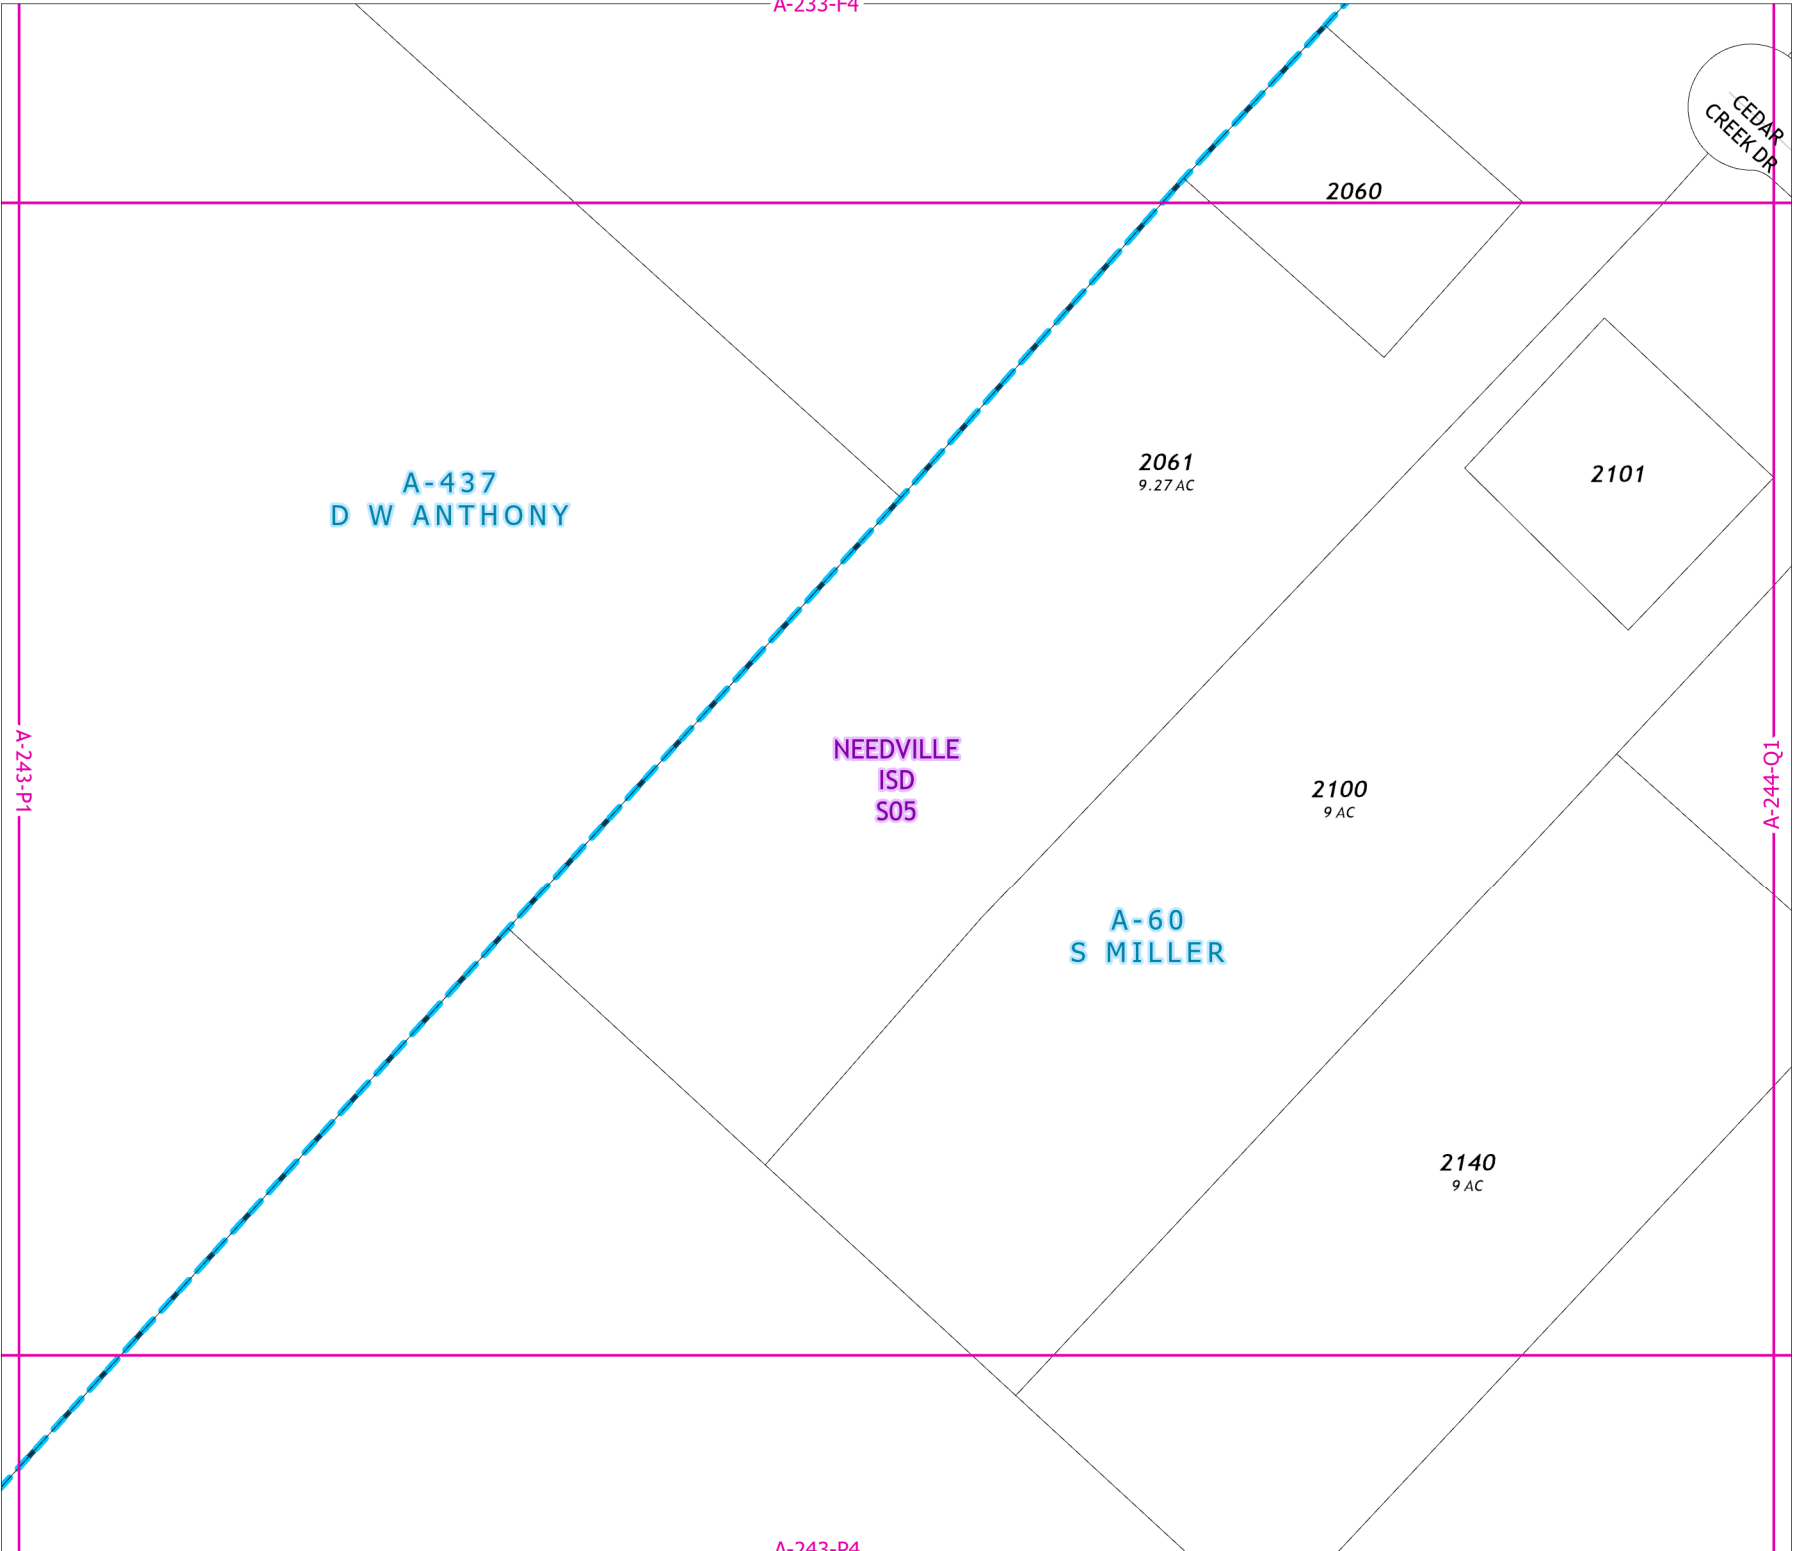 A-233-F4
CEDAR
CREEK DR
2060
2061
9.27 AC
2101
A-437
D W ANTHONY
NEEDVILLE
ISD
S05
A-243-P1
A-244-Q1
2100
9 AC
A-60
S MILLER
2140
9 AC
A-243-P4